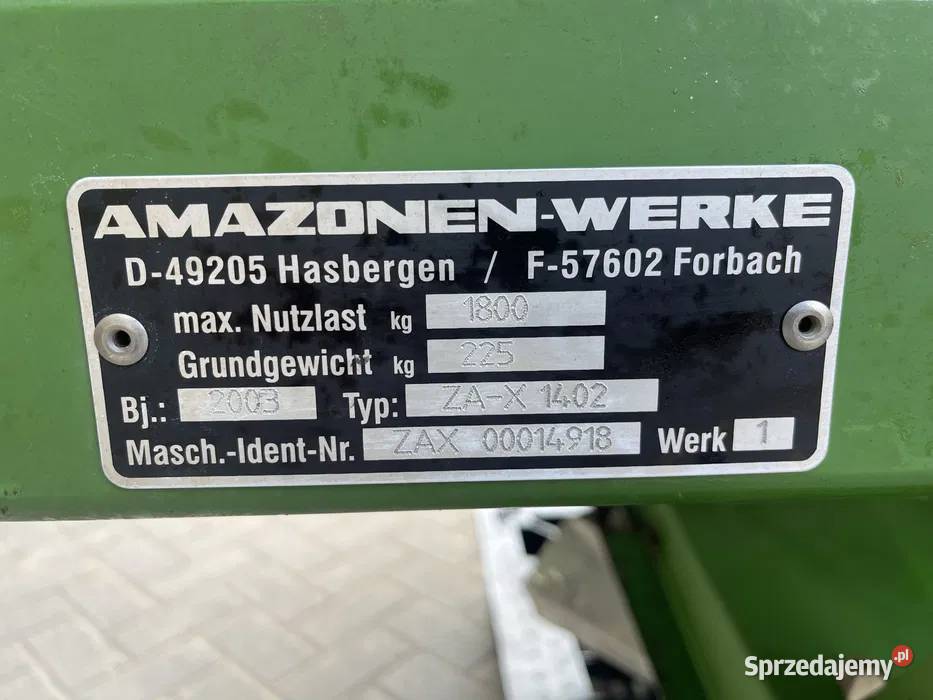 AMAZONEN-WERKE
D-49205 Hasbergen / F-57602 Forbach
max. Nutzlast kg 1800
Grundgewicht kg 225
Bj.: 2003 Typ: ZA-X 1402
Masch.-Ident-Nr. ZAX 00014918 Werk 1
Sprzedajemy.pl